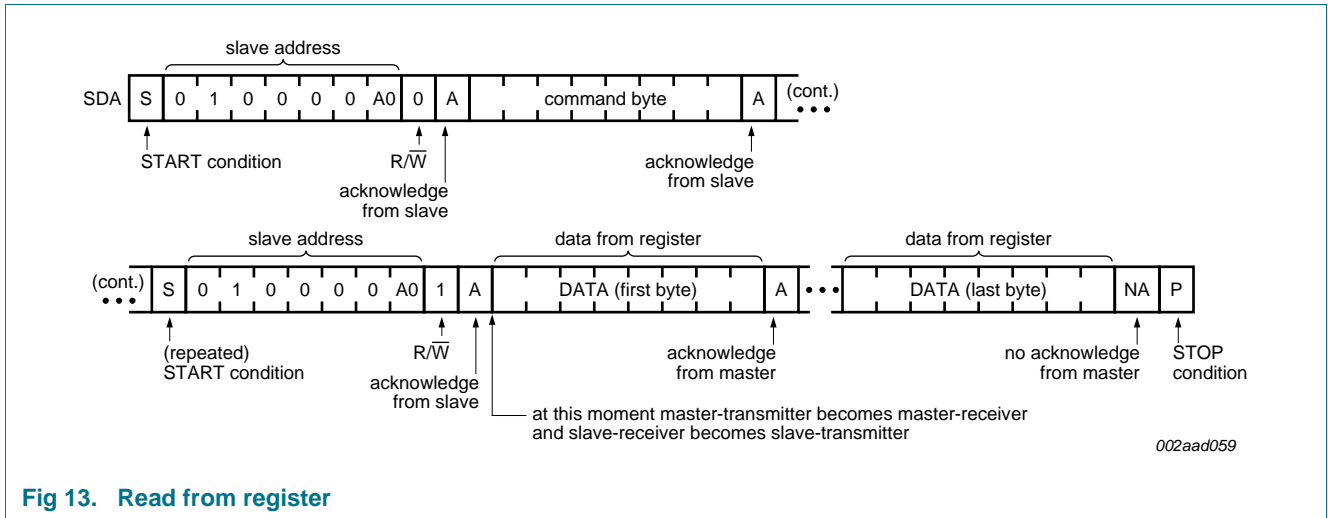 slave address
SDA S 0 1 0 0 0 0 A0 0 A command byte A (cont.)
START condition R/W acknowledge
acknowledge from slave
from slave
slave address data from register data from register
(cont.) S 0 1 0 0 0 0 A0 1 A DATA (first byte) A DATA (last byte) NA P
(repeated) R/W acknowledge no acknowledge STOP
START condition acknowledge from master from master condition
from slave
at this moment master-transmitter becomes master-receiver
and slave-receiver becomes slave-transmitter
002aad059
Fig 13. Read from register